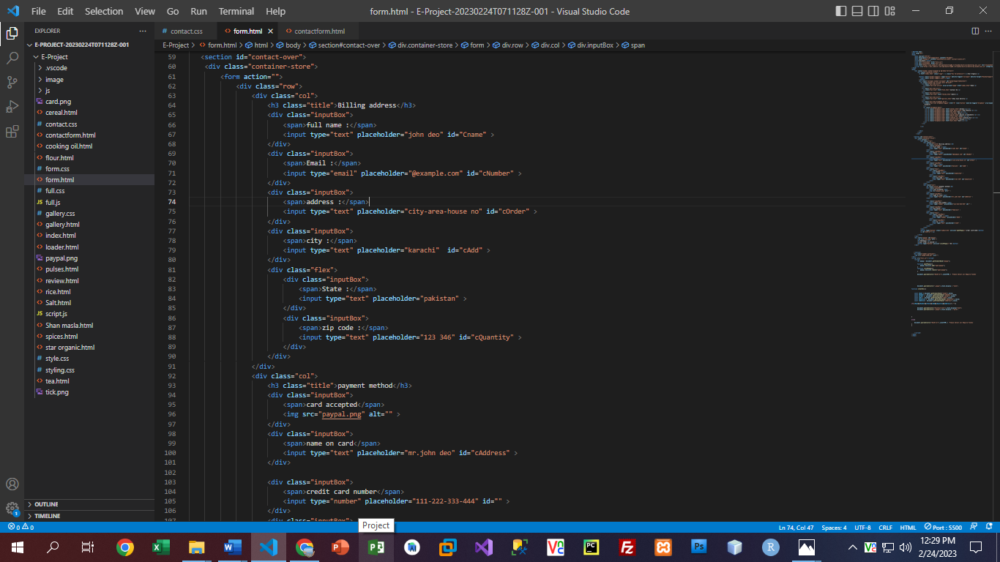 File Edit Selection View Go Run Terminal Help
form.html - E-Project-20230224T071128Z-001 - Visual Studio Code
EXPLORER
E-PROJECT-20230224T071128Z-001
E-Project
.vscode
image
js
card.png
cereal.html
contact.css
contactform.html
cooking oil.html
flour.html
form.css
form.html
full.css
full.js
gallery.css
gallery.html
index.html
loader.html
paypal.png
pulses.html
review.html
rice.html
Salt.html
script.js
Shan masla.html
spices.html
star organic.html
style.css
styling.css
tea.html
tick.png
OUTLINE
TIMELINE
contact.css form.html contactform.html
E-Project > form.html > html > body > section#contact-over > div.container-store > form > div.row > div.col > div.inputBox > span
59 <section id="contact-over">
60 <div class="container-store">
61 <form action="">
62 <div class="row">
63 <div class="col">
64 <h3 class="title">Billing address</h3>
65 <div class="inputBox">
66 <span>full name :</span>
67 <input type="text" placeholder="john deo" id="Cname" >
68 </div>
69 <div class="inputBox">
70 <span>Email :</span>
71 <input type="email" placeholder="@example.com" id="cNumber" >
72 </div>
73 <div class="inputBox">
74 <span>address :</span>
75 <input type="text" placeholder="city-area-house no" id="cOrder" >
76 </div>
77 <div class="inputBox">
78 <span>city :</span>
79 <input type="text" placeholder="karachi"  id="cAdd" >
80 </div>
81 <div class="flex">
82 <div class="inputBox">
83 <span>State :</span>
84 <input type="text" placeholder="pakistan" >
85 </div>
86 <div class="inputBox">
87 <span>zip code :</span>
88 <input type="text" placeholder="123 346" id="cQuantity" >
89 </div>
90 </div>
91 </div>
92 <div class="col">
93 <h3 class="title">payment method</h3>
94 <div class="inputBox">
95 <span>card accepted</span>
96 <img src="paypal.png" alt="" >
97 </div>
98 <div class="inputBox">
99 <span>name on card</span>
100 <input type="text" placeholder="mr.john deo" id="cAddress" >
101 </div>
102
103 <div class="inputBox">
104 <span>credit card number</span>
105 <input type="number" placeholder="111-222-333-444" id="" >
106 </div>
107 <div class="inputBox">
Project
0 0
Ln 74, Col 47 Spaces: 4 UTF-8 CRLF HTML Port : 5500
12:29 PM
2/24/2023